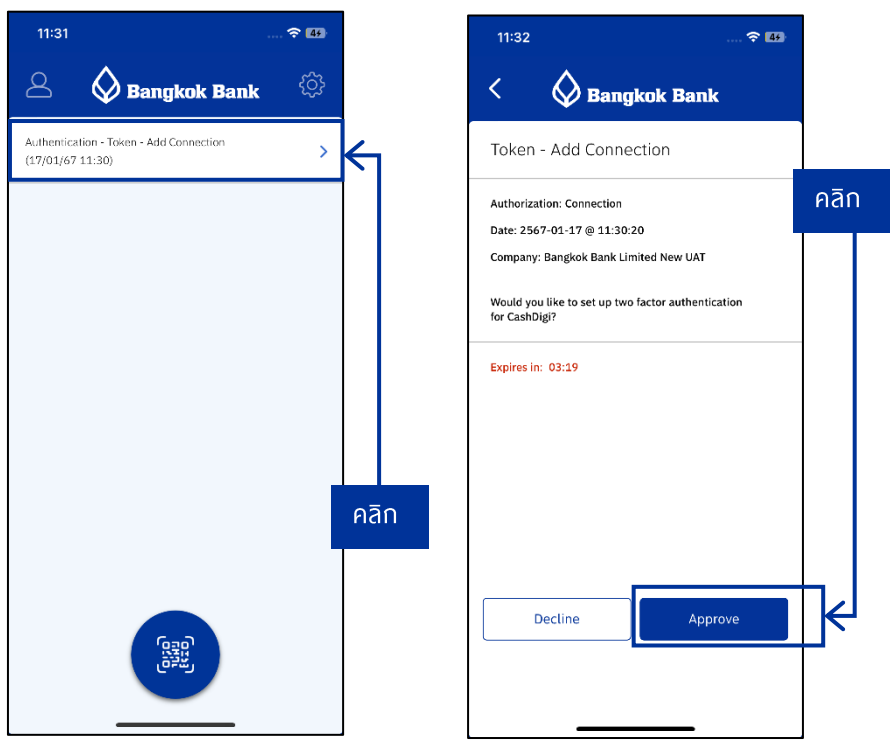 11:31
Bangkok Bank
Authentication - Token - Add Connection
(17/01/67 11:30)
คลิก
11:32
Bangkok Bank
Token - Add Connection
Authorization: Connection
Date: 2567-01-17 @ 11:30:20
Company: Bangkok Bank Limited New UAT
Would you like to set up two factor authentication
for CashDigi?
Expires in: 03:19
Decline
Approve
คลิก